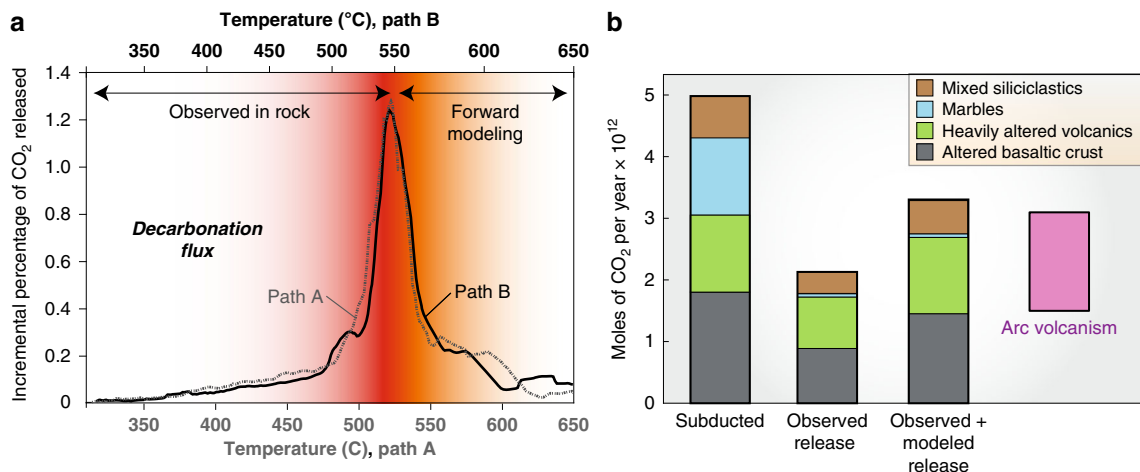 a
Temperature (°C), path B
350 400 450 500 550 600 650
Incremental percentage of CO2 released
1.4
1.2
1.0
0.8
0.6
0.4
0.2
0
Observed in rock
Forward
modeling
Decarbonation
flux
Path A
Path B
350 400 450 500 550 600 650
Temperature (C), path A
b
Moles of CO2 per year × 10^12
5
4
3
2
1
0
Mixed siliciclastics
Marbles
Heavily altered volcanics
Altered basaltic crust
Arc volcanism
Subducted
Observed
release
Observed +
modeled
release